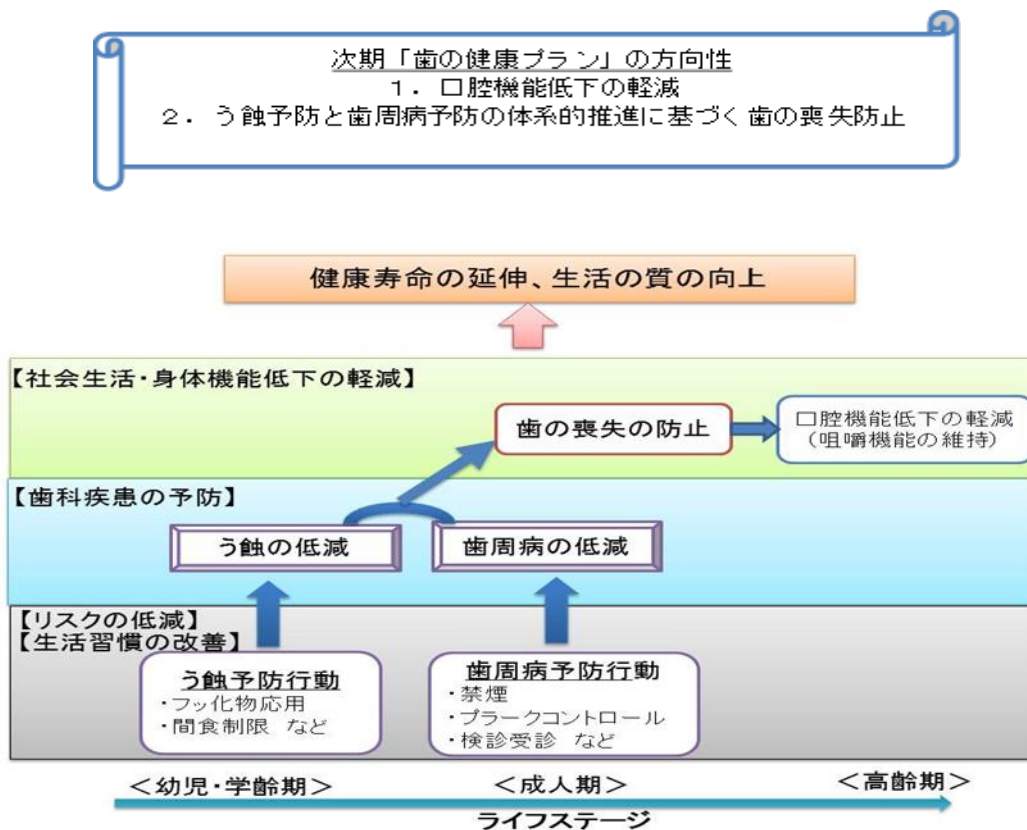 次期「歯の健康プラン」の方向性
1．口腔機能低下の軽減
2．う蝕予防と歯周病予防の体系的推進に基づく歯の喪失防止
健康寿命の延伸、生活の質の向上
【社会生活・身体機能低下の軽減】
歯の喪失の防止
口腔機能低下の軽減
（咀嚼機能の維持）
【歯科疾患の予防】
う蝕の低減
歯周病の低減
【リスクの低減】
【生活習慣の改善】
う蝕予防行動
・フッ化物応用
・間食制限 など
歯周病予防行動
・禁煙
・プラークコントロール
・検診受診 など
＜幼児・学齢期＞
＜成人期＞
＜高齢期＞
ライフステージ